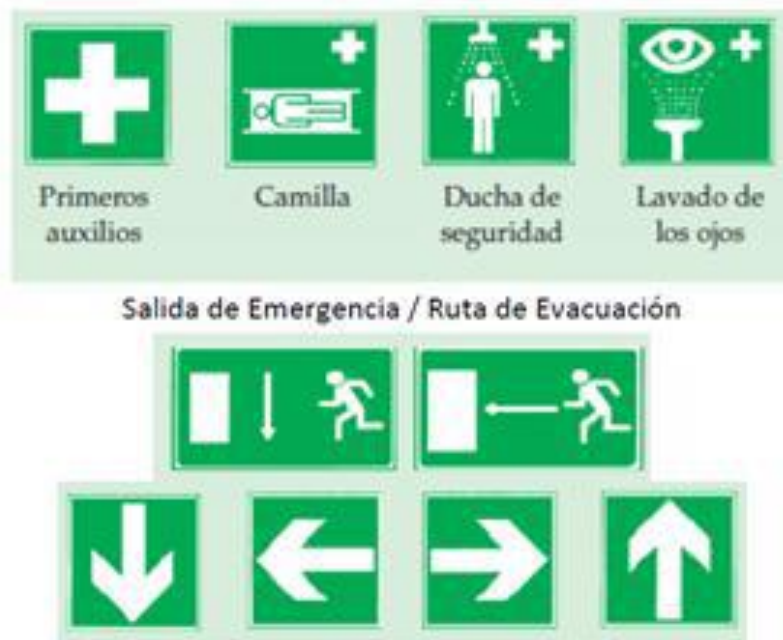 Primeros auxilios
Camilla
Ducha de seguridad
Lavado de los ojos
Salida de Emergencia / Ruta de Evacuación